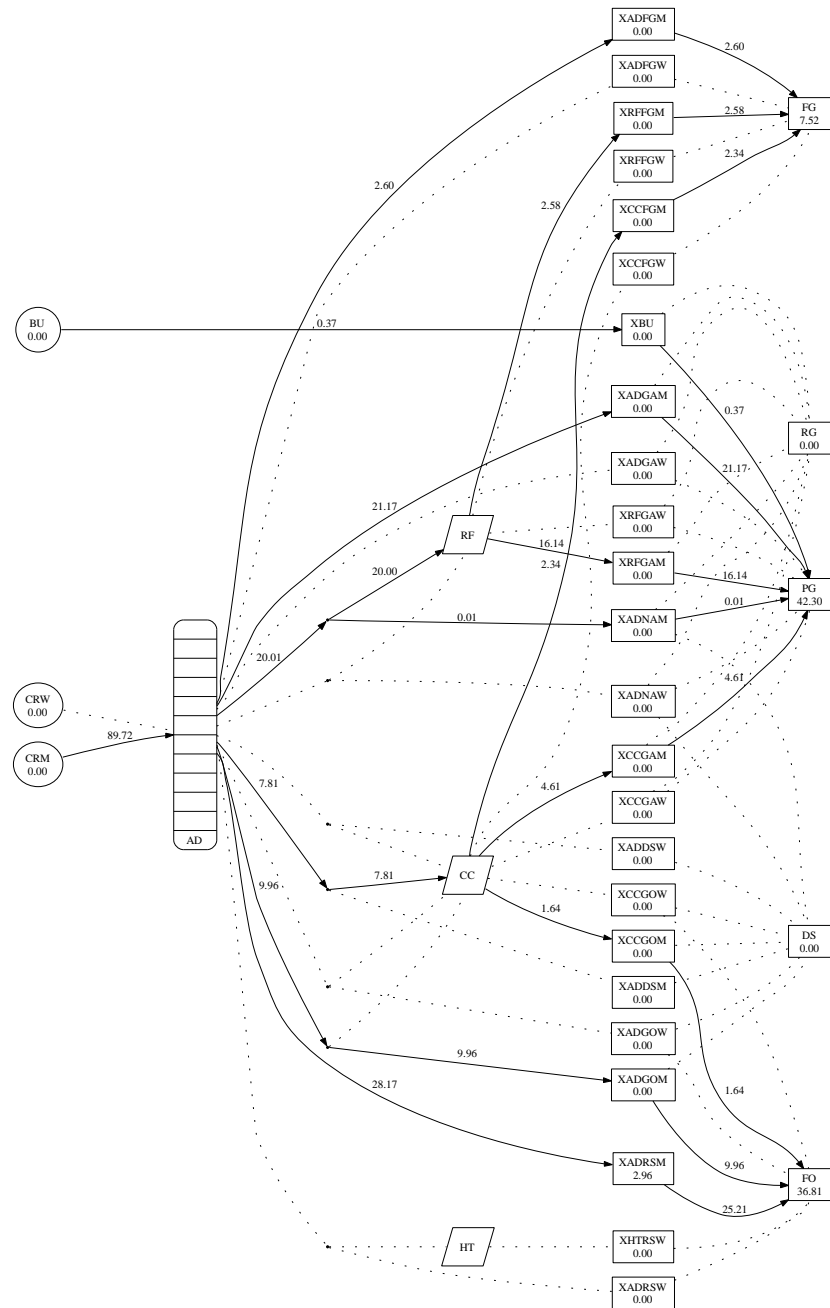 XADFGM
0.00
2.60
XADFGW
0.00
FG
7.52
XRFFGM
0.00
2.58
XRFFGW
0.00
2.34
2.60
2.58
XCCFGM
0.00
XCCFGW
0.00
BU
0.00
0.37
XBU
0.00
XADGAM
0.00
0.37
RG
0.00
XADGAW
0.00
21.17
21.17
XRFGAW
0.00
RF
16.14
2.34
XRFGAM
0.00
16.14
20.00
PG
42.30
0.01
0.01
XADNAM
0.00
20.01
CRW
0.00
XADNAW
0.00
4.61
89.72
CRM
0.00
XCCGAM
0.00
7.81
4.61
XCCGAW
0.00
AD
XADDSW
0.00
7.81
CC
XCCGOW
0.00
1.64
9.96
XCCGOM
0.00
DS
0.00
XADDSM
0.00
XADGOW
0.00
9.96
XADGOM
0.00
28.17
1.64
XADRSM
2.96
9.96
FO
36.81
25.21
HT
XHTRSW
0.00
XADRSW
0.00